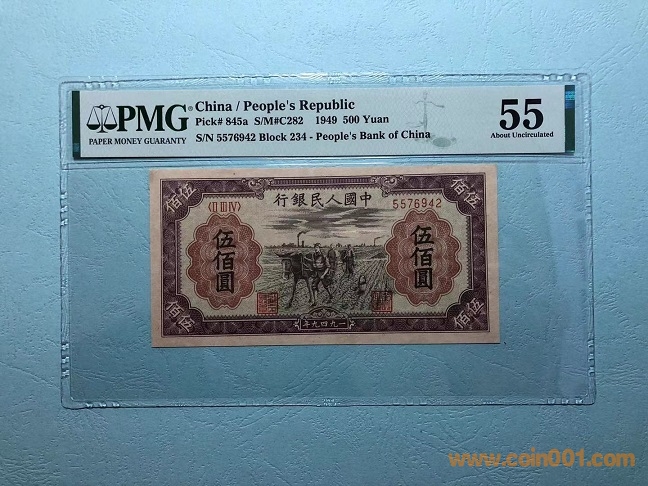 PMG
PAPER MONEY GUARANTY
China / People's Republic
Pick# 845a S/M#C282 1949 500 Yuan
S/N 5576942 Block 234 - People's Bank of China
55
About Uncirculated
伍佰
佰伍
行銀民人國中
〈ⅡⅢⅣ〉
5576942
伍佰圓
伍佰圓
年九四九一
伍佰
佰伍
www.coin001.com